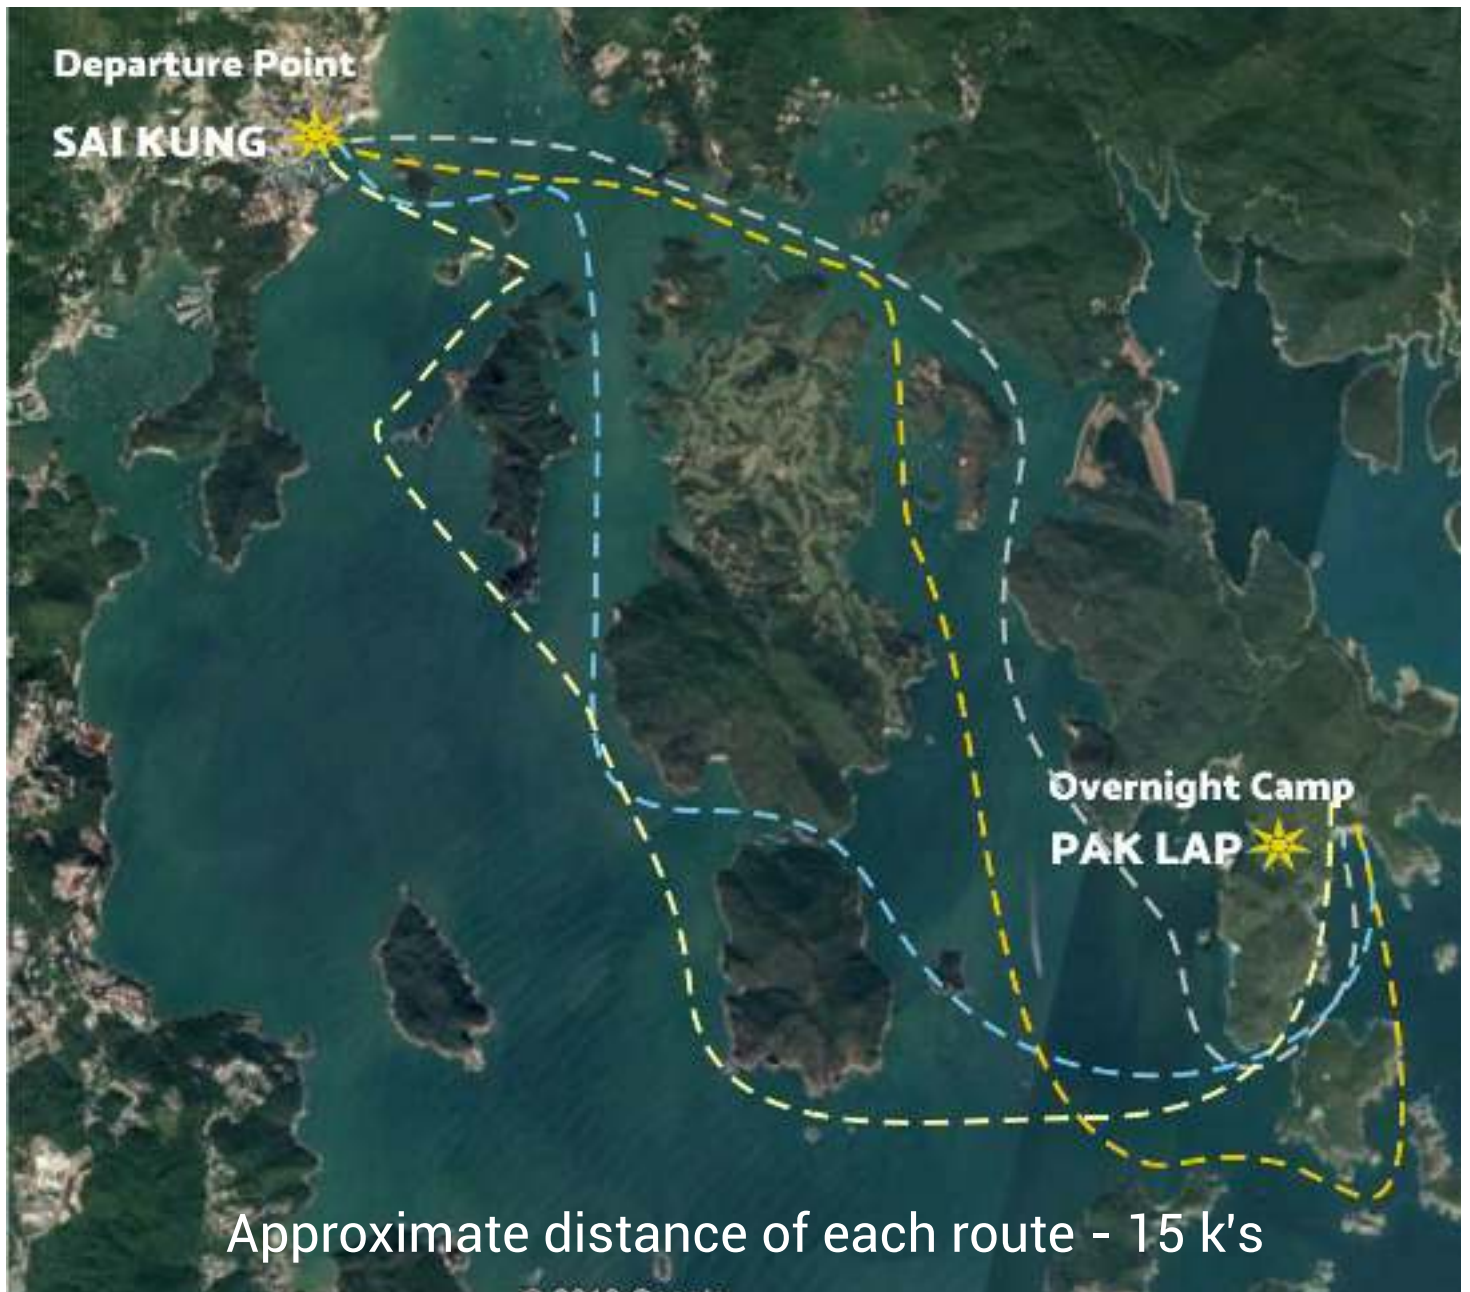 Departure Point
SAI KUNG
Overnight Camp
PAK LAP
Approximate distance of each route - 15 k's